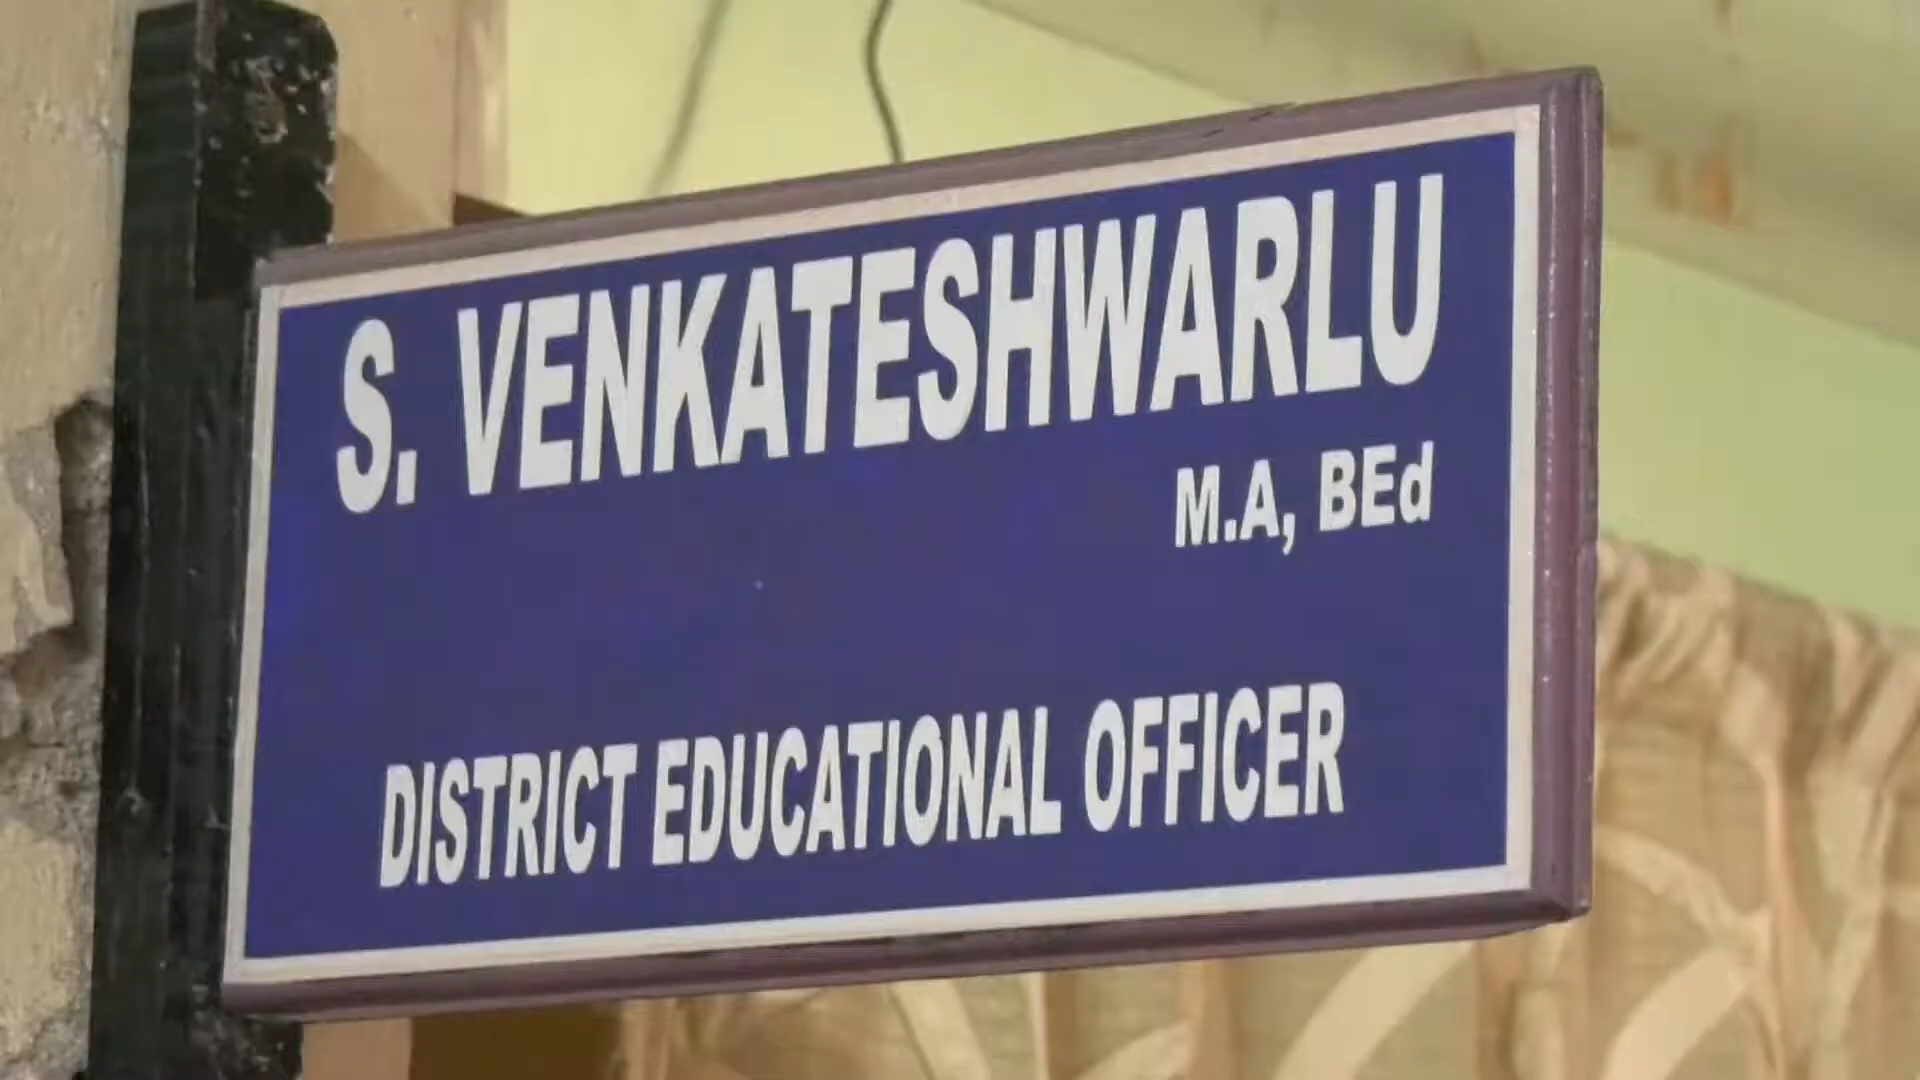 S. VENKATESHWARLU
M.A, BEd
DISTRICT EDUCATIONAL OFFICER